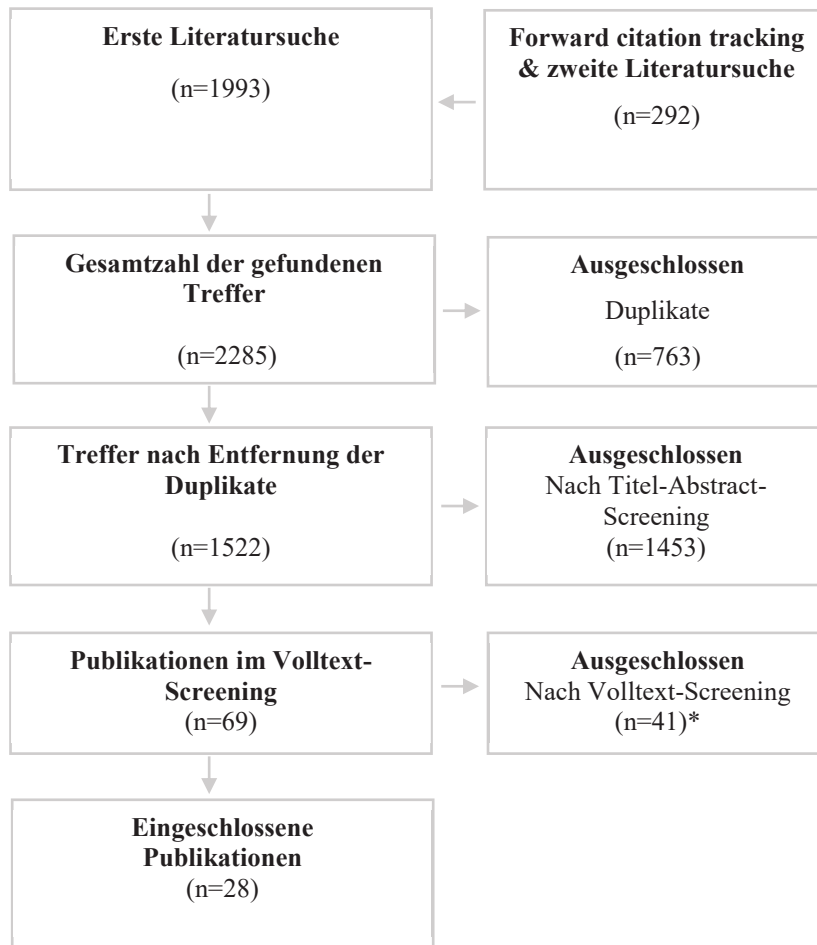 Erste Literatursuche
(n=1993)
Forward citation tracking
& zweite Literatursuche
(n=292)
Gesamtzahl der gefundenen
Treffer
(n=2285)
Ausgeschlossen
Duplikate
(n=763)
Treffer nach Entfernung der
Duplikate
(n=1522)
Ausgeschlossen
Nach Titel-Abstract-
Screening
(n=1453)
Publikationen im Volltext-
Screening
(n=69)
Ausgeschlossen
Nach Volltext-Screening
(n=41)*
Eingeschlossene
Publikationen
(n=28)